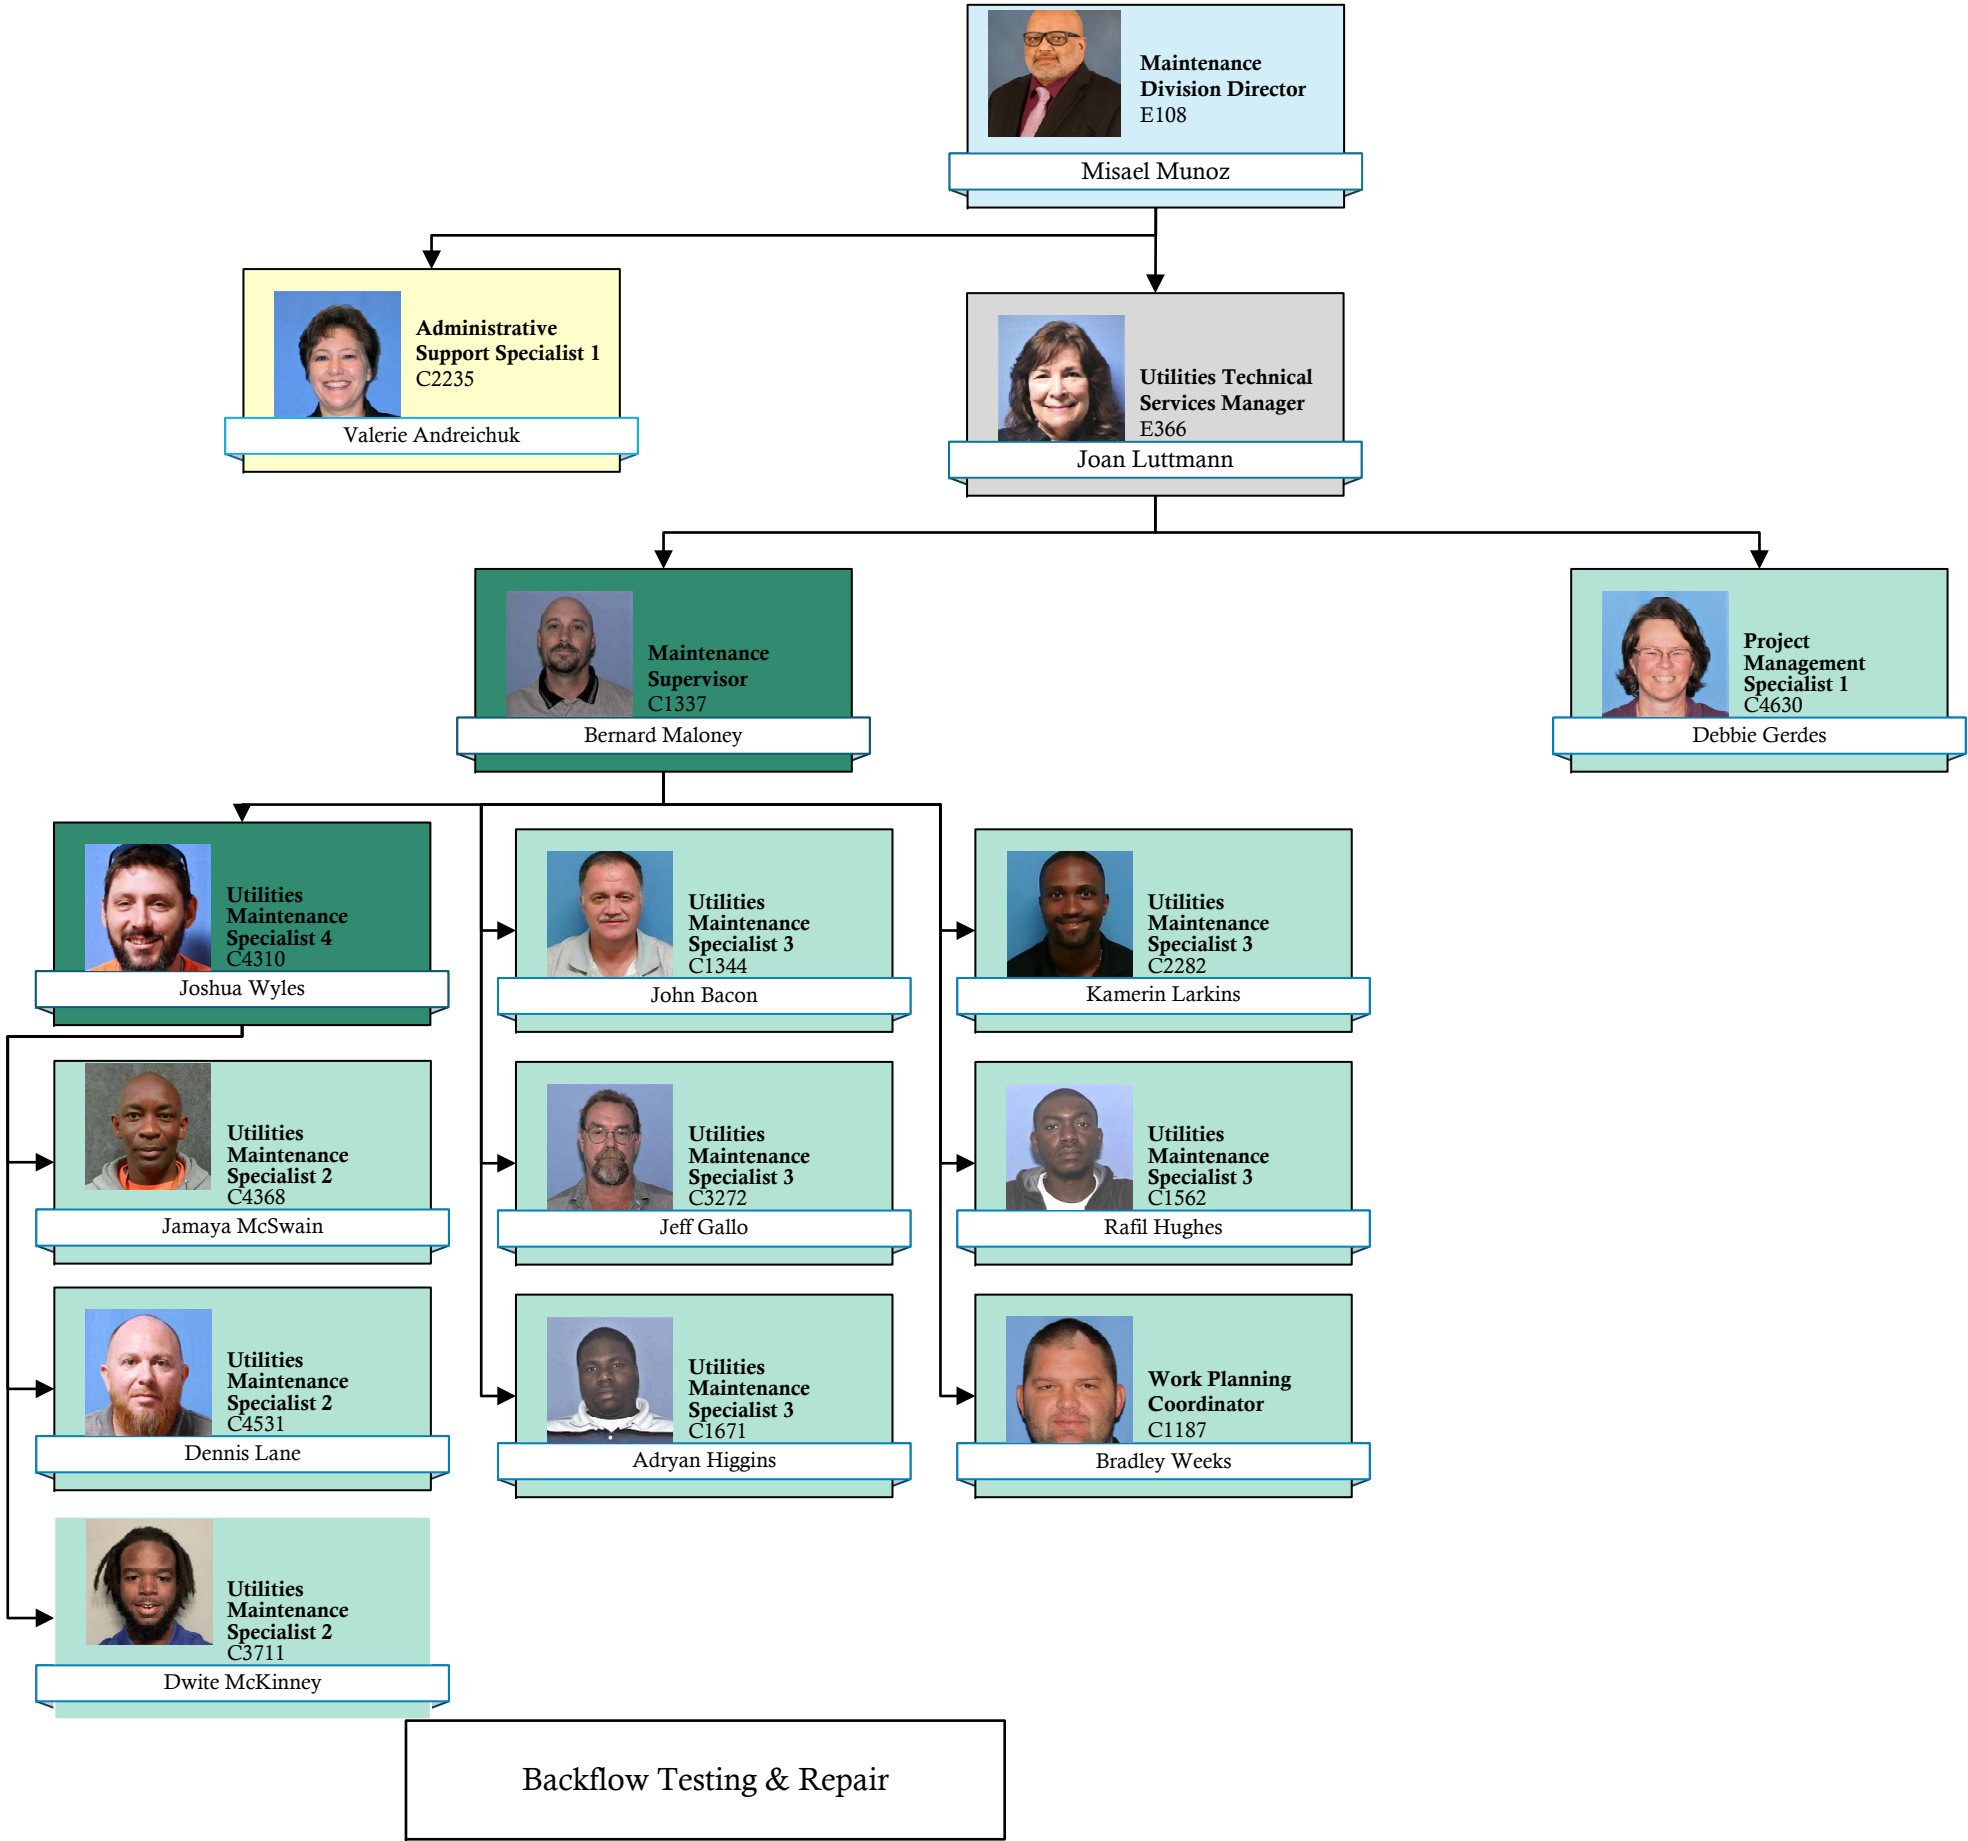 Maintenance
Division Director
E108
Misael Munoz
Administrative
Support Specialist 1
C2235
Valerie Andreichuk
Utilities Technical
Services Manager
E366
Joan Luttmann
Maintenance
Supervisor
C1337
Bernard Maloney
Project
Management
Specialist 1
C4630
Debbie Gerdes
Utilities
Maintenance
Specialist 4
C4310
Joshua Wyles
Utilities
Maintenance
Specialist 3
C1344
John Bacon
Utilities
Maintenance
Specialist 3
C2282
Kamerin Larkins
Utilities
Maintenance
Specialist 2
C4368
Jamaya McSwain
Utilities
Maintenance
Specialist 3
C3272
Jeff Gallo
Utilities
Maintenance
Specialist 3
C1562
Rafil Hughes
Utilities
Maintenance
Specialist 2
C4531
Dennis Lane
Utilities
Maintenance
Specialist 3
C1671
Adryan Higgins
Work Planning
Coordinator
C1187
Bradley Weeks
Utilities
Maintenance
Specialist 2
C3711
Dwite McKinney
Backflow Testing & Repair